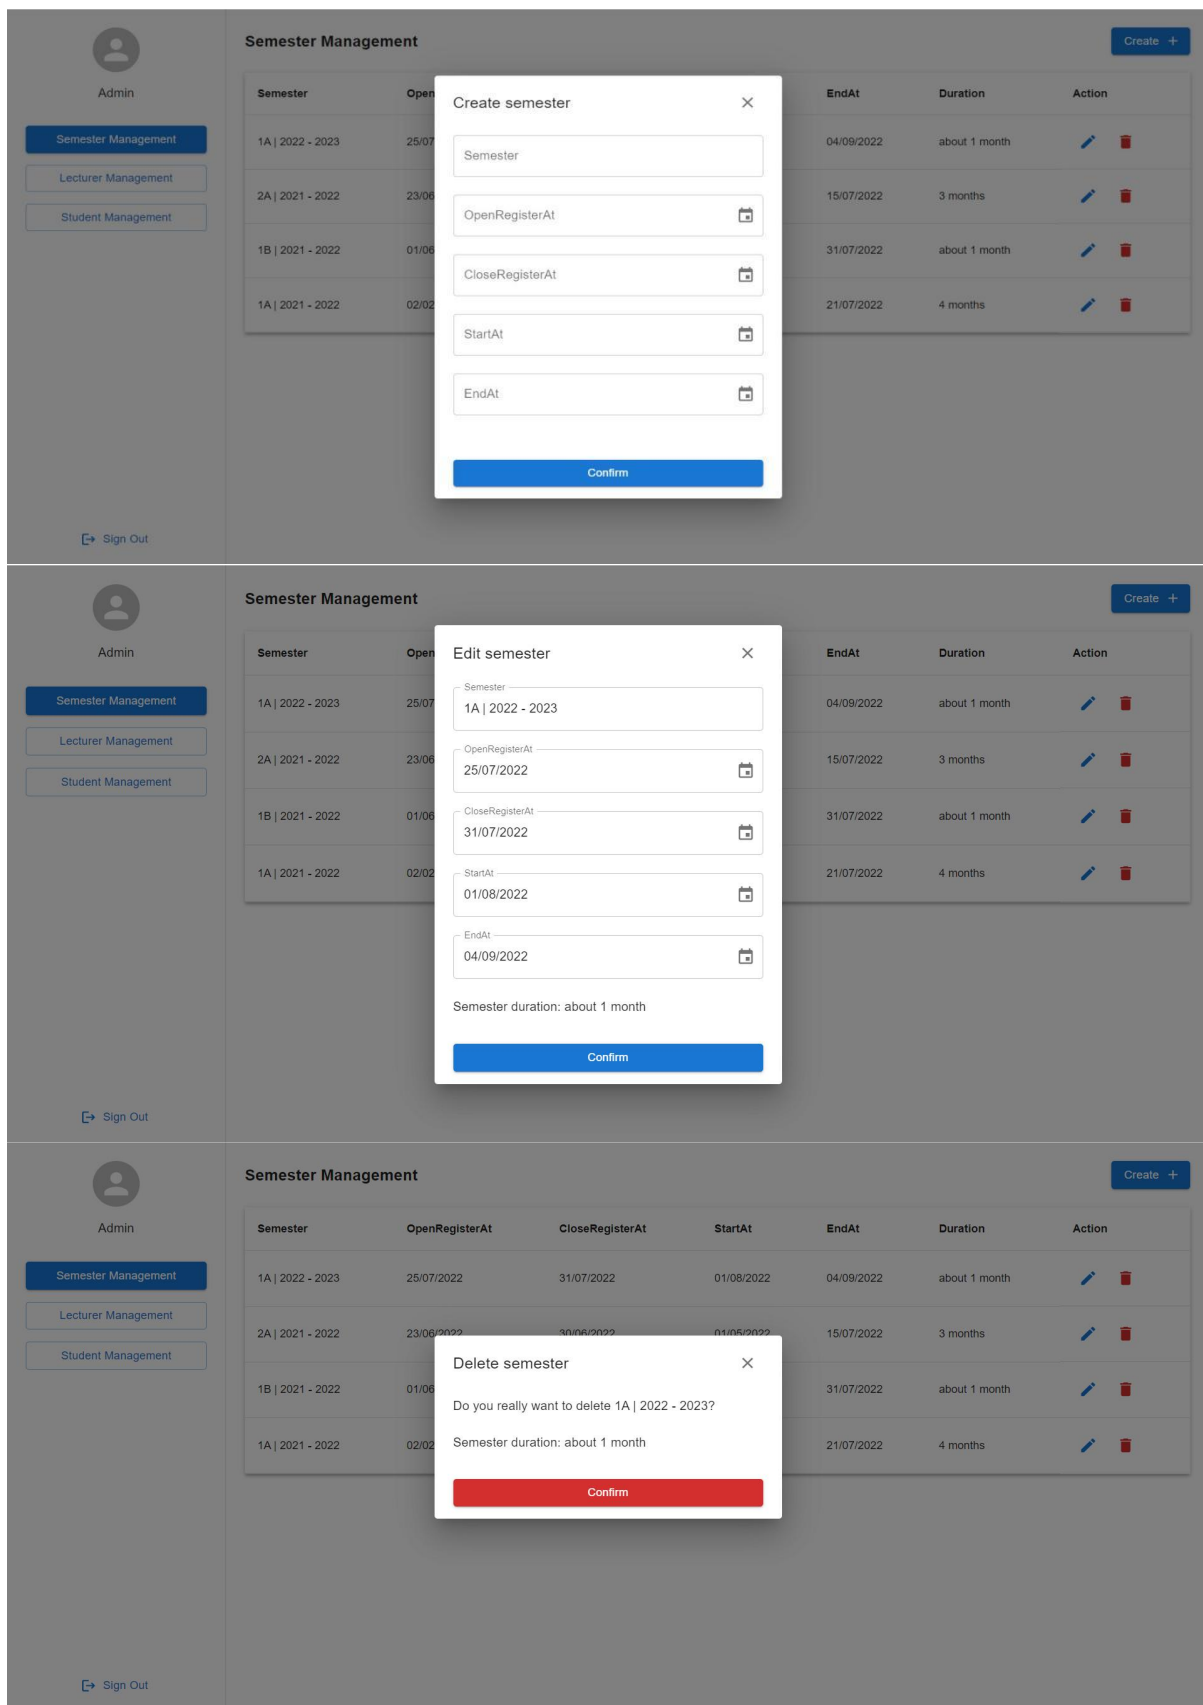 Semester Management
Create +
Admin
Semester Open EndAt Duration Action
Create semester
Semester Management
1A | 2022 - 2023 25/07 04/09/2022 about 1 month
Semester
Lecturer Management
2A | 2021 - 2022 23/06 15/07/2022 3 months
Student Management
OpenRegisterAt
1B | 2021 - 2022 01/06 31/07/2022 about 1 month
CloseRegisterAt
1A | 2021 - 2022 02/02 21/07/2022 4 months
StartAt
EndAt
Confirm
Sign Out
Semester Management
Create +
Admin
Semester Open EndAt Duration Action
Edit semester
Semester
Semester Management
1A | 2022 - 2023 25/07 04/09/2022 about 1 month
1A | 2022 - 2023
Lecturer Management
OpenRegisterAt
2A | 2021 - 2022 23/06 15/07/2022 3 months
25/07/2022
Student Management
CloseRegisterAt
1B | 2021 - 2022 01/06 31/07/2022 about 1 month
31/07/2022
StartAt
1A | 2021 - 2022 02/02 21/07/2022 4 months
01/08/2022
EndAt
04/09/2022
Semester duration: about 1 month
Confirm
Sign Out
Semester Management
Create +
Admin
Semester OpenRegisterAt CloseRegisterAt StartAt EndAt Duration Action
Semester Management
1A | 2022 - 2023 25/07/2022 31/07/2022 01/08/2022 04/09/2022 about 1 month
Lecturer Management
2A | 2021 - 2022 23/06/2022 30/06/2022 01/05/2022 15/07/2022 3 months
Student Management
Delete semester
1B | 2021 - 2022 01/06 31/07/2022 about 1 month
Do you really want to delete 1A | 2022 - 2023?
1A | 2021 - 2022 02/02 21/07/2022 4 months
Semester duration: about 1 month
Confirm
Sign Out